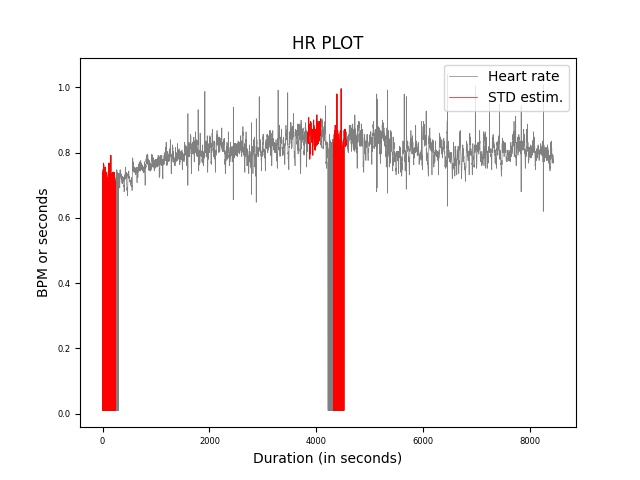 HR PLOT
Heart rate
STD estim.
1.0
0.8
0.6
0.4
0.2
0.0
BPM or seconds
0 2000 4000 6000 8000
Duration (in seconds)